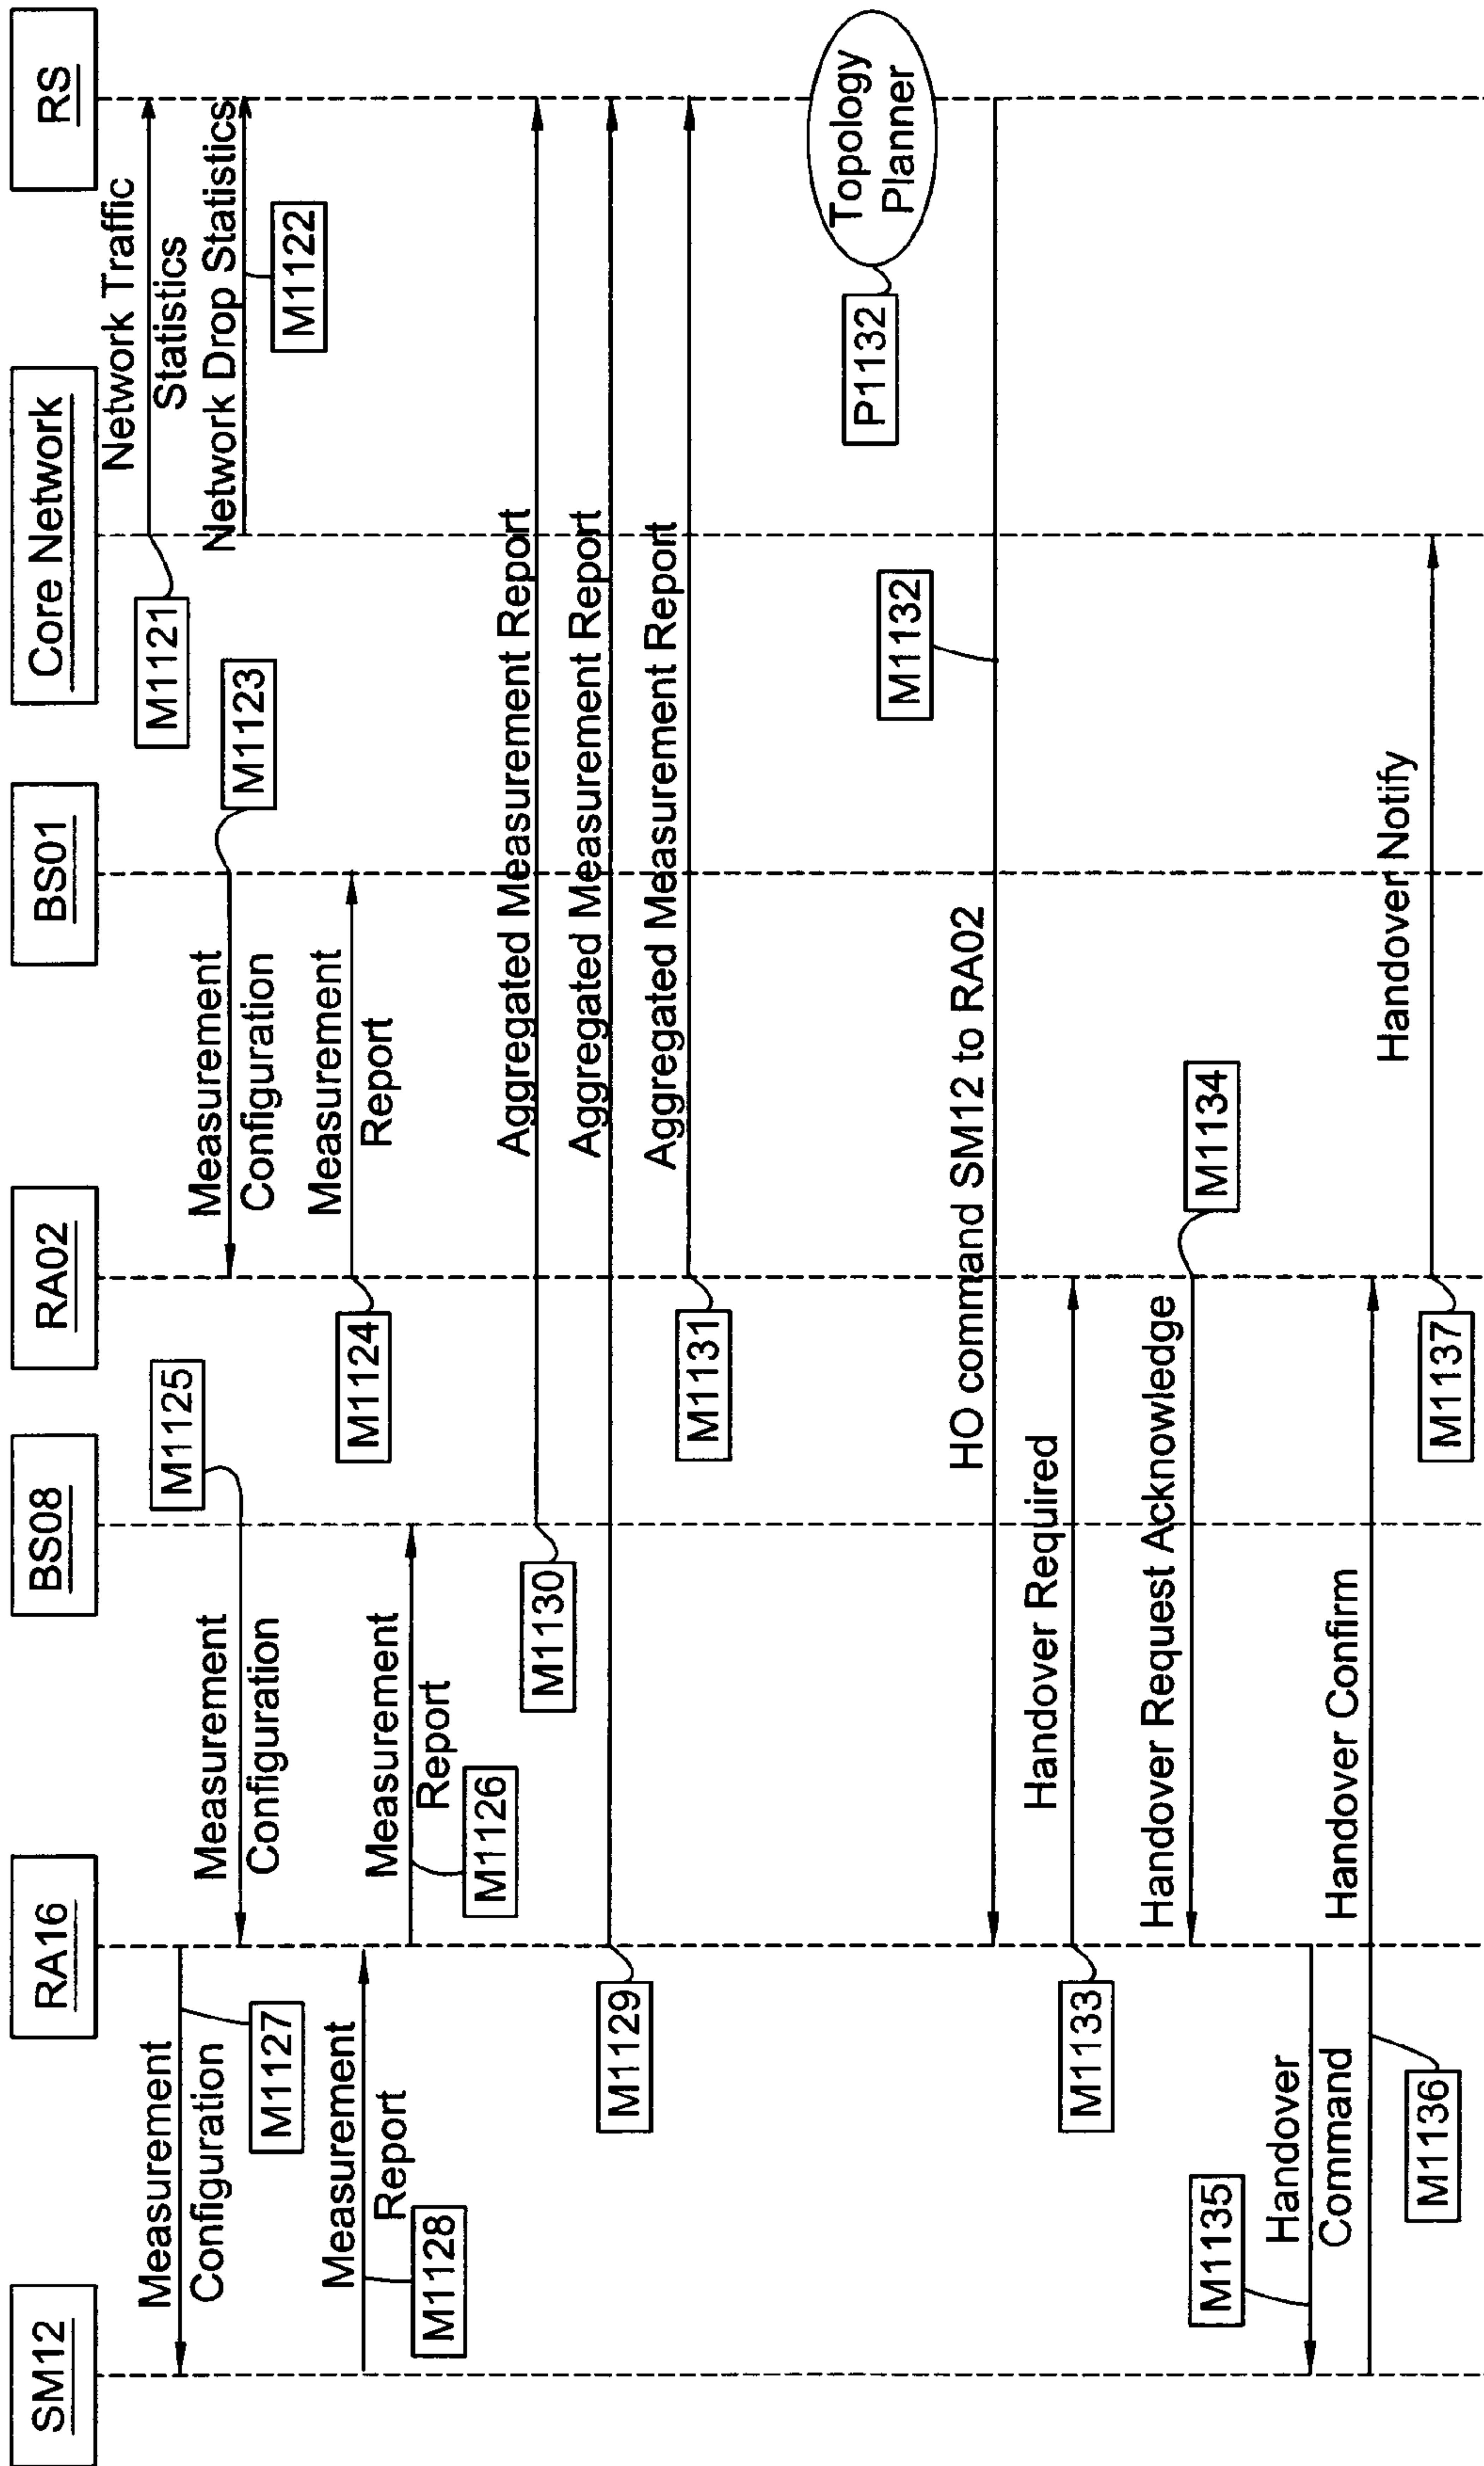 SM12
RA16
BS08
RA02
BS01
Core Network
RS
Network Traffic
Statistics
M1121
Network Drop Statistics
M1122
Measurement
Configuration
M1123
Measurement
Report
M1124
Measurement
Configuration
M1125
Measurement
Report
M1126
Measurement
Configuration
M1127
Measurement
Report
M1128
Aggregated Measurement Report
M1130
Aggregated Measurement Report
M1129
Aggregated Measurement Report
M1131
Topology
Planner
P1132
M1132
HO command SM12 to RA02
Handover Required
M1133
Handover Request Acknowledge
M1134
M1135
Handover
Command
Handover Confirm
M1136
Handover Notify
M1137